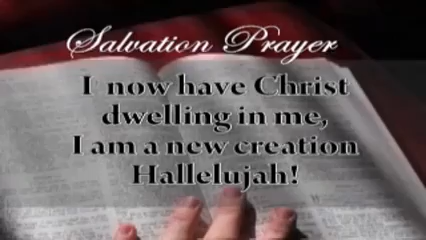 Salvation Prayer
I now have Christ
dwelling in me,
I am a new creation
Hallelujah!